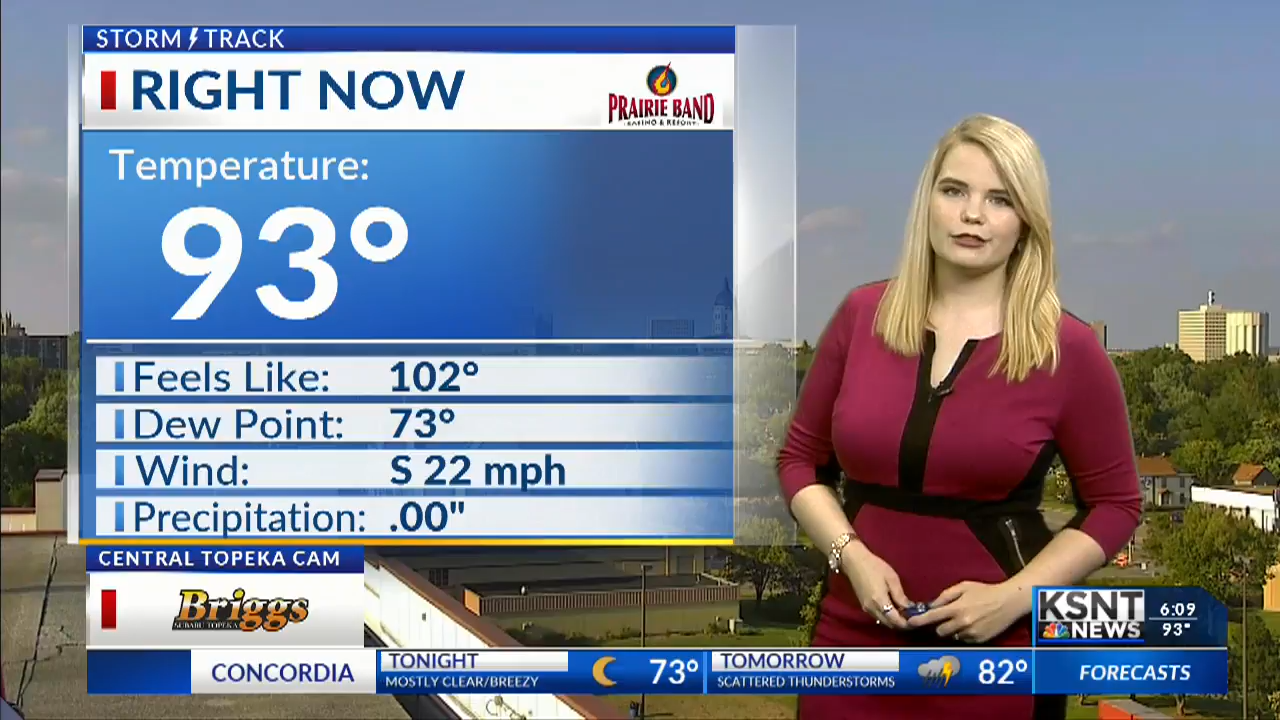 STORM TRACK
RIGHT NOW
PRAIRIE BAND
CASINO & RESORT
Temperature:
93°
Feels Like: 102°
Dew Point: 73°
Wind: S 22 mph
Precipitation: .00"
CENTRAL TOPEKA CAM
Briggs
SUBARU TOPEKA
KSNT
NEWS
6:09
93°
CONCORDIA
TONIGHT
MOSTLY CLEAR/BREEZY
73°
TOMORROW
SCATTERED THUNDERSTORMS
82°
FORECASTS